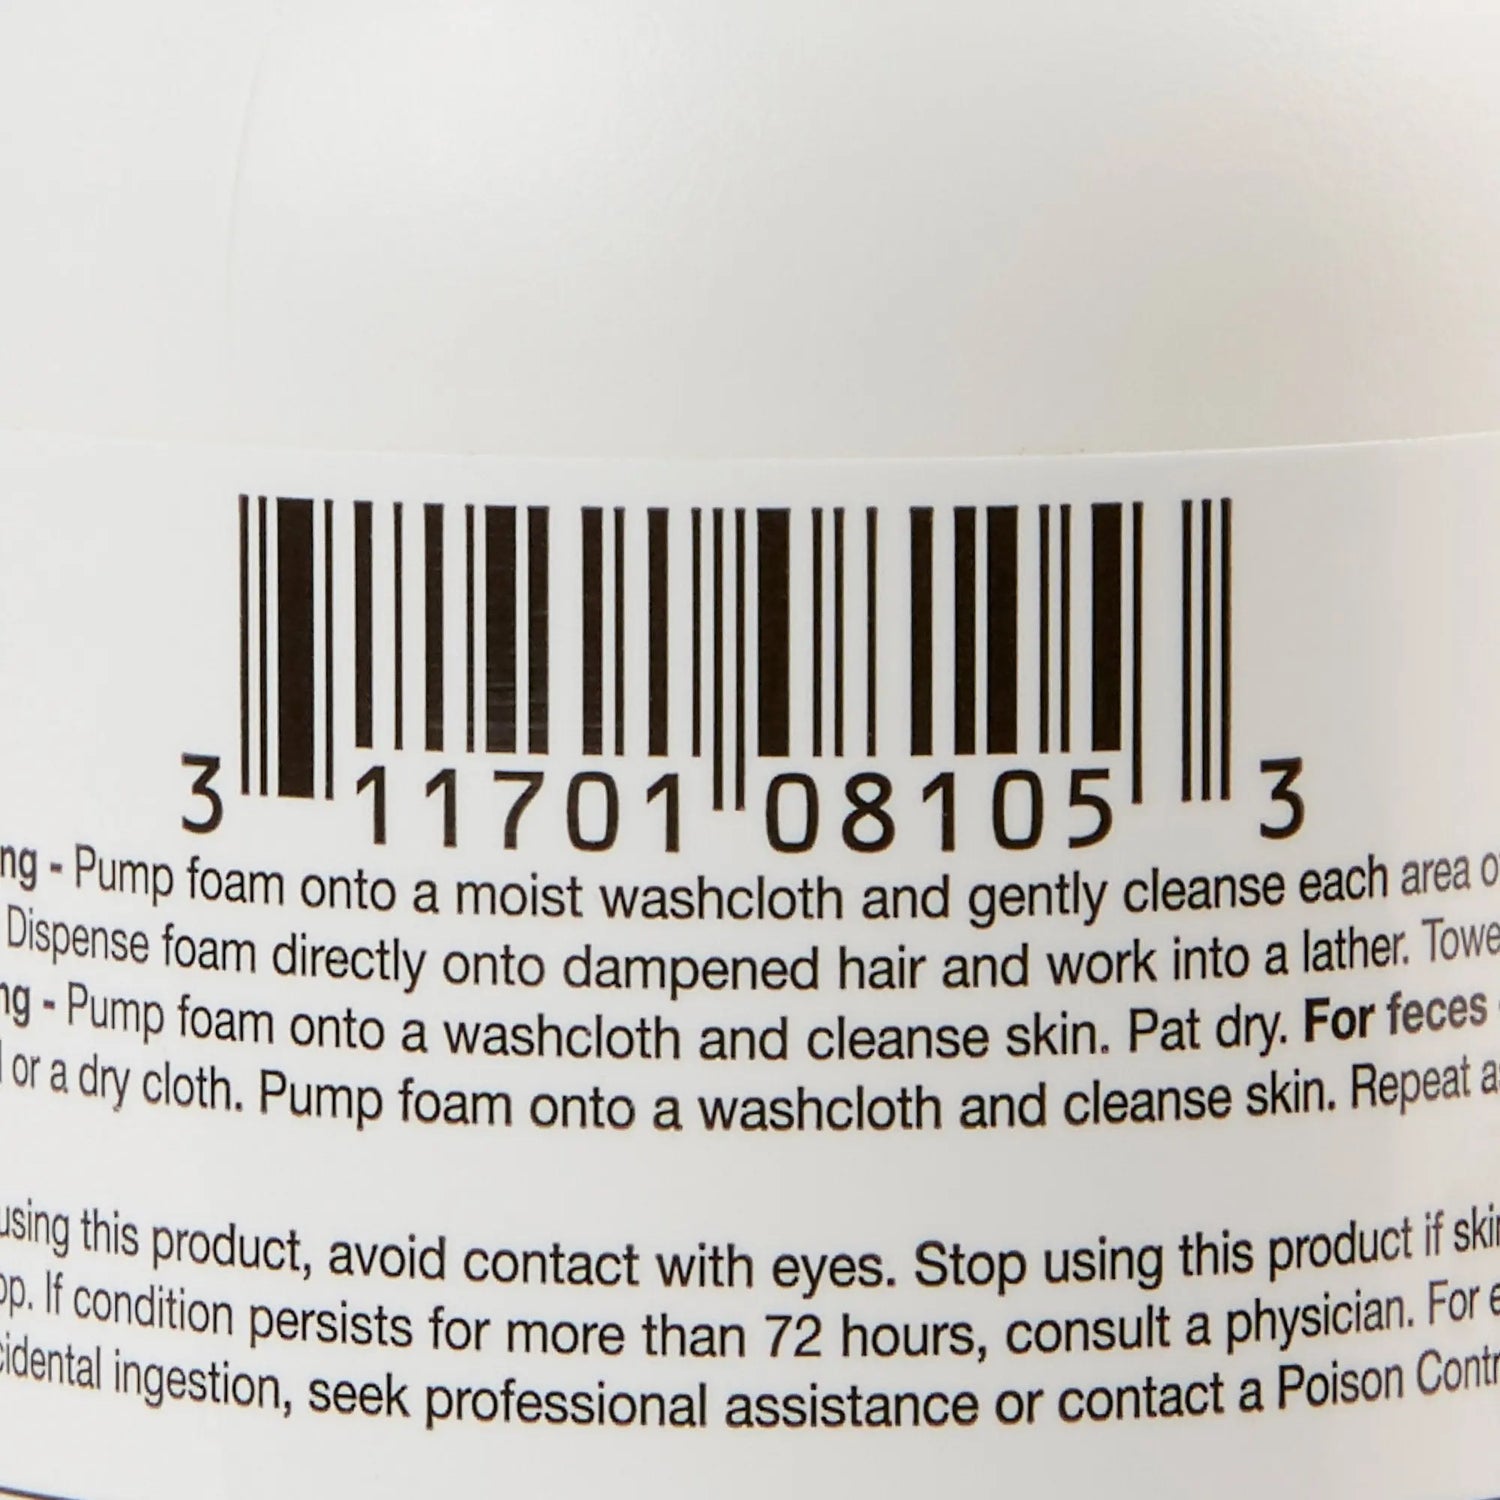 3 11701 08105 3
ng - Pump foam onto a moist washcloth and gently cleanse each area
Dispense foam directly onto dampened hair and work into a lather. Towe
ng - Pump foam onto a washcloth and cleanse skin. Pat dry. For feces
or a dry cloth. Pump foam onto a washcloth and cleanse skin. Repeat a
using this product, avoid contact with eyes. Stop using this product if skin
op. If condition persists for more than 72 hours, consult a physician. For e
cidental ingestion, seek professional assistance or contact a Poison Contr